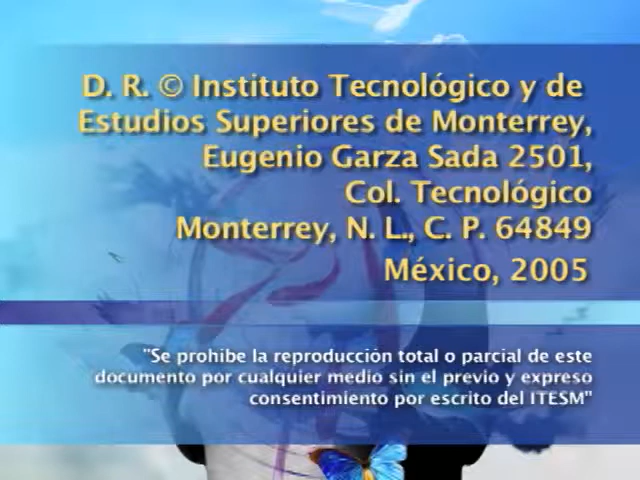 D. R. © Instituto Tecnológico y de
Estudios Superiores de Monterrey,
Eugenio Garza Sada 2501,
Col. Tecnológico
Monterrey, N. L., C. P. 64849
México, 2005
"Se prohibe la reproducción total o parcial de este
documento por cualquier medio sin el previo y expreso
consentimiento por escrito del ITESM"